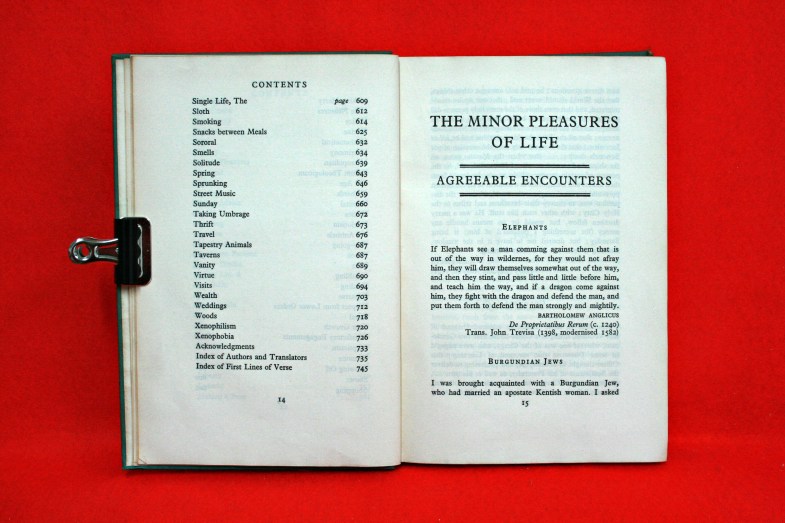 CONTENTS
Single Life, The page 609
Sloth 612
Smoking 614
Snacks between Meals 625
Sororal 632
Smells 634
Solitude 639
Spring 643
Sprunking 646
Street Music 659
Sunday 660
Taking Umbrage 672
Thrift 673
Travel 676
Tapestry Animals 687
Taverns 687
Vanity 689
Virtue 690
Visits 694
Wealth 703
Weddings 712
Woods 718
Xenophilism 720
Xenophobia 726
Acknowledgments 733
Index of Authors and Translators 735
Index of First Lines of Verse 745
14
THE MINOR PLEASURES
OF LIFE
AGREEABLE ENCOUNTERS
ELEPHANTS
If Elephants see a man comming against them that is
out of the way in wildernes, for they would not afray
him, they will draw themselves somewhat out of the way,
and then they stint, and pass little and little before him,
and teach him the way, and if a dragon come against
him, they fight with the dragon and defend the man, and
put them forth to defend the man strongly and mightily.
BARTHOLOMEW ANGLICUS
De Proprietatibus Rerum (c. 1240)
Trans. John Trevisa (1398, modernised 1582)
BURGUNDIAN JEWS
I was brought acquainted with a Burgundian Jew,
who had married an apostate Kentish woman. I asked
15